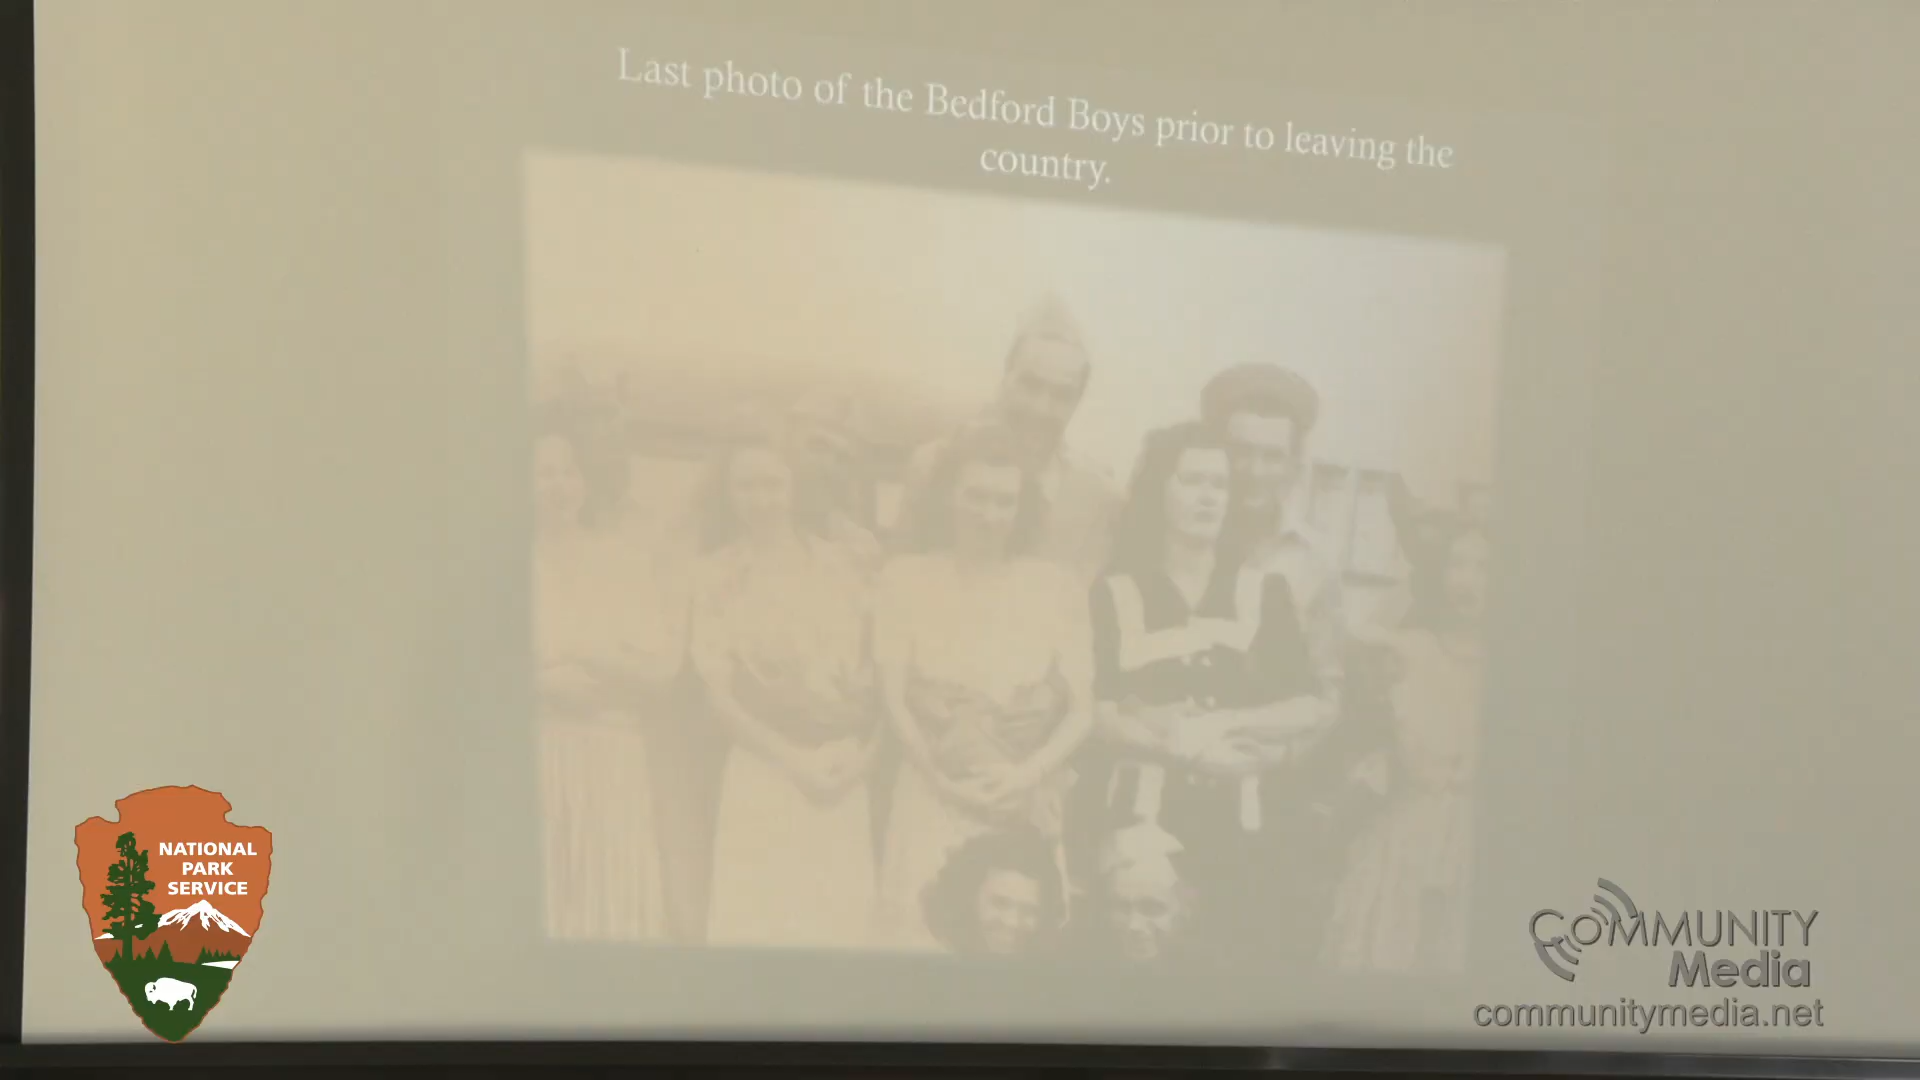 Last photo of the Bedford Boys prior to leaving the
country.
NATIONAL
PARK
SERVICE
COMMUNITY
Media
communitymedia.net